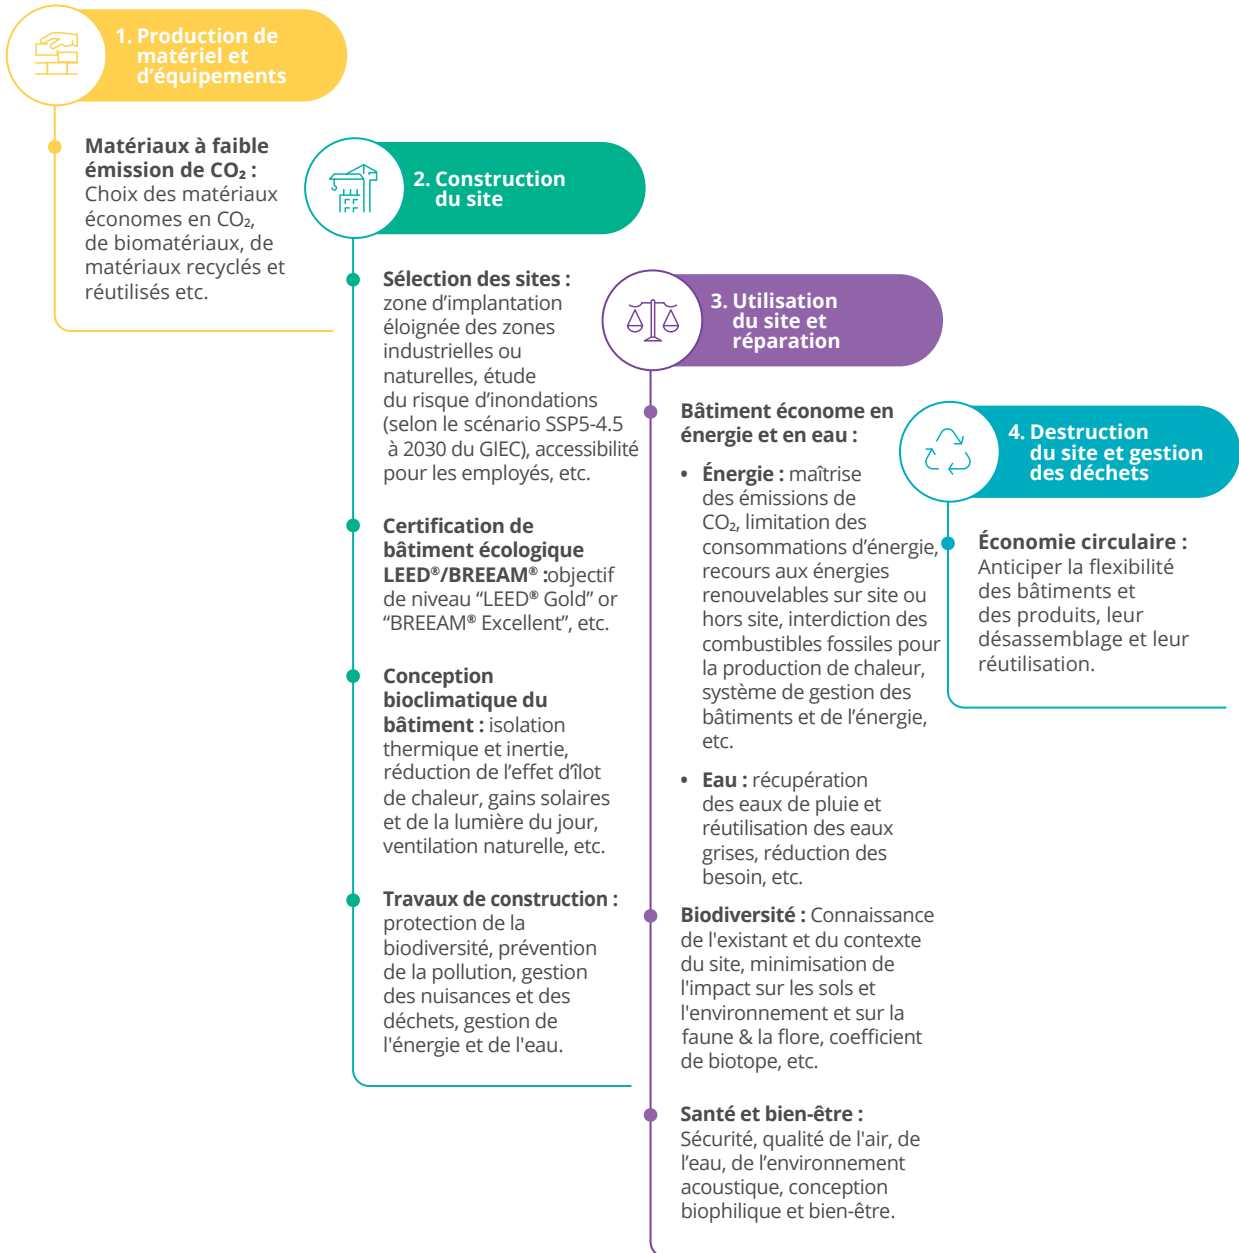 1. Production de
matériel et
d’équipements
Matériaux à faible
émission de CO₂ :
Choix des matériaux
économes en CO₂,
de biomatériaux, de
matériaux recyclés et
réutilisés etc.
2. Construction
du site
Sélection des sites :
zone d’implantation
éloignée des zones
industrielles ou
naturelles, étude
du risque d’inondations
(selon le scénario SSP5-4.5
à 2030 du GIEC), accessibilité
pour les employés, etc.
Certification de
bâtiment écologique
LEED®/BREEAM® :objectif
de niveau “LEED® Gold” or
“BREEAM® Excellent”, etc.
Conception
bioclimatique du
bâtiment : isolation
thermique et inertie,
réduction de l’effet d’îlot
de chaleur, gains solaires
et de la lumière du jour,
ventilation naturelle, etc.
Travaux de construction :
protection de la
biodiversité, prévention
de la pollution, gestion
des nuisances et des
déchets, gestion de
l'énergie et de l'eau.
3. Utilisation
du site et
réparation
Bâtiment économe en
énergie et en eau :
• Énergie : maîtrise
des émissions de
CO₂, limitation des
consommations d’énergie,
recours aux énergies
renouvelables sur site ou
hors site, interdiction des
combustibles fossiles pour
la production de chaleur,
système de gestion des
bâtiments et de l’énergie,
etc.
• Eau : récupération
des eaux de pluie et
réutilisation des eaux
grises, réduction des
besoin, etc.
Biodiversité : Connaissance
de l'existant et du contexte
du site, minimisation de
l'impact sur les sols et
l'environnement et sur la
faune & la flore, coefficient
de biotope, etc.
Santé et bien-être :
Sécurité, qualité de l'air, de
l’eau, de l’environnement
acoustique, conception
biophilique et bien-être.
4. Destruction
du site et gestion
des déchets
Économie circulaire :
Anticiper la flexibilité
des bâtiments et
des produits, leur
désassemblage et leur
réutilisation.